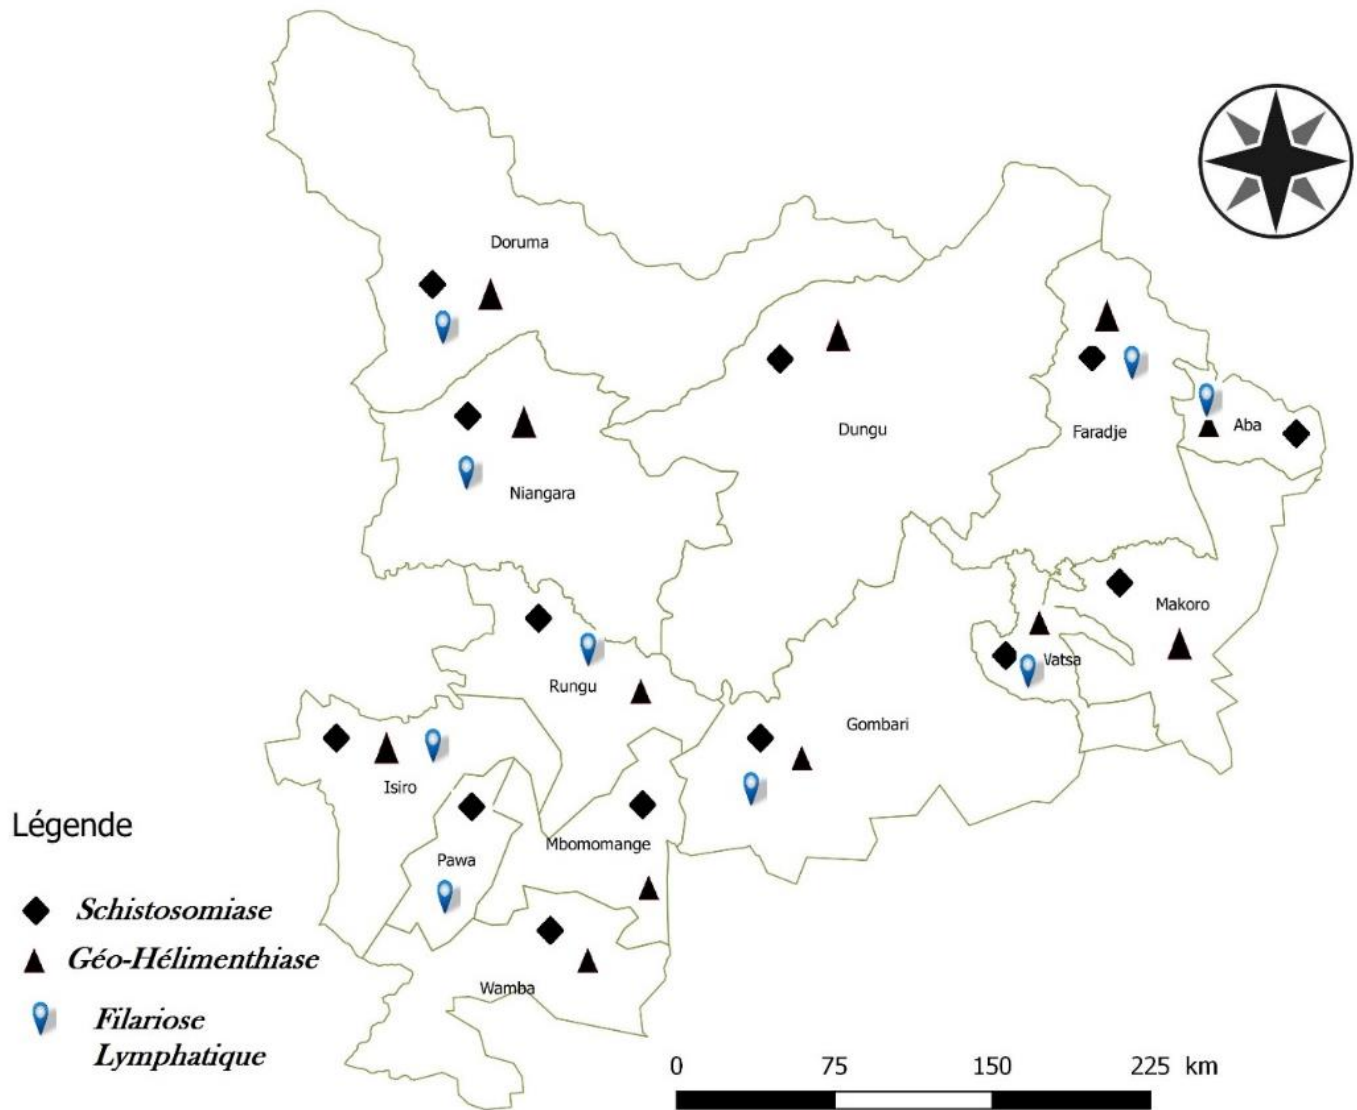 Doruma
Dungu
Faradje
Aba
Niangara
Makoro
Vatsa
Rungu
Gombari
Isiro
Mbomomange
Pawa
Wamba
Légende
Schistosomiase
Géo-Hélimenthiase
Filariose
Lymphatique
0 75 150 225 km